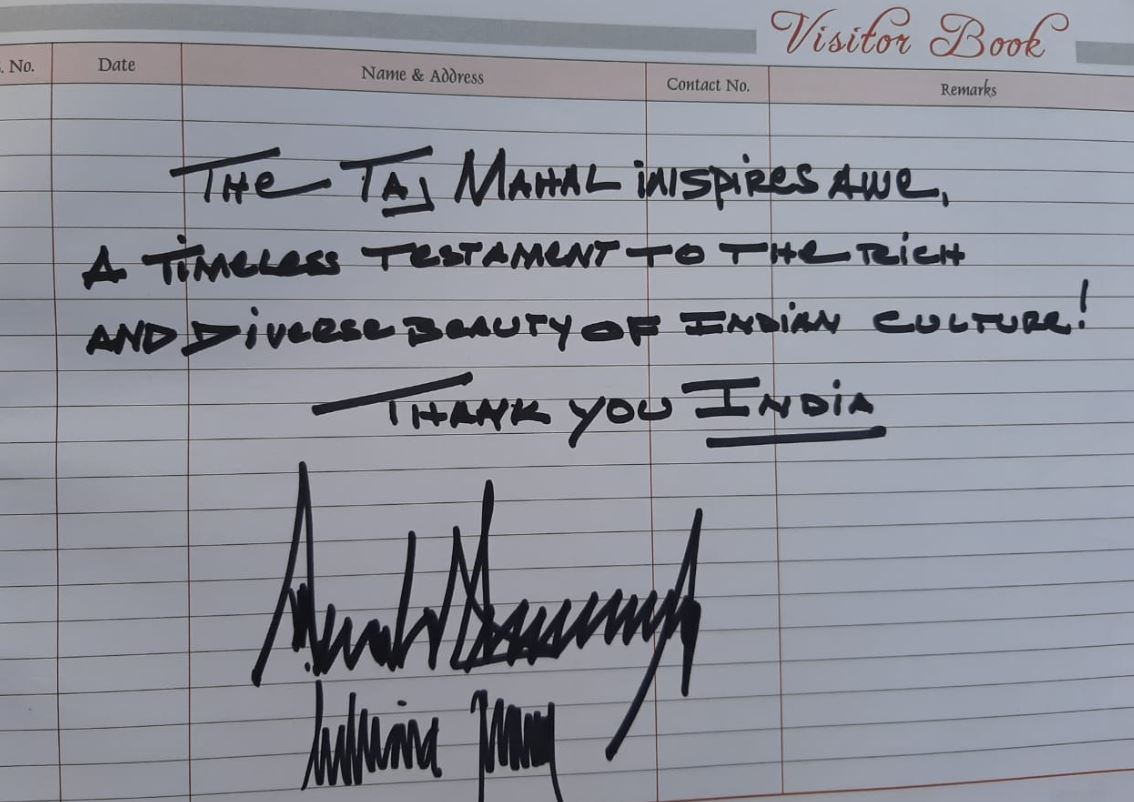 Visitor Book
. No. Date Name & Address Contact No. Remarks
THE TAJ MAHAL INSPIRES AWE,
A TIMELESS TESTAMENT TO THE RICH
AND DIVERSE BEAUTY OF INDIAN CULTURE!
THANK YOU INDIA